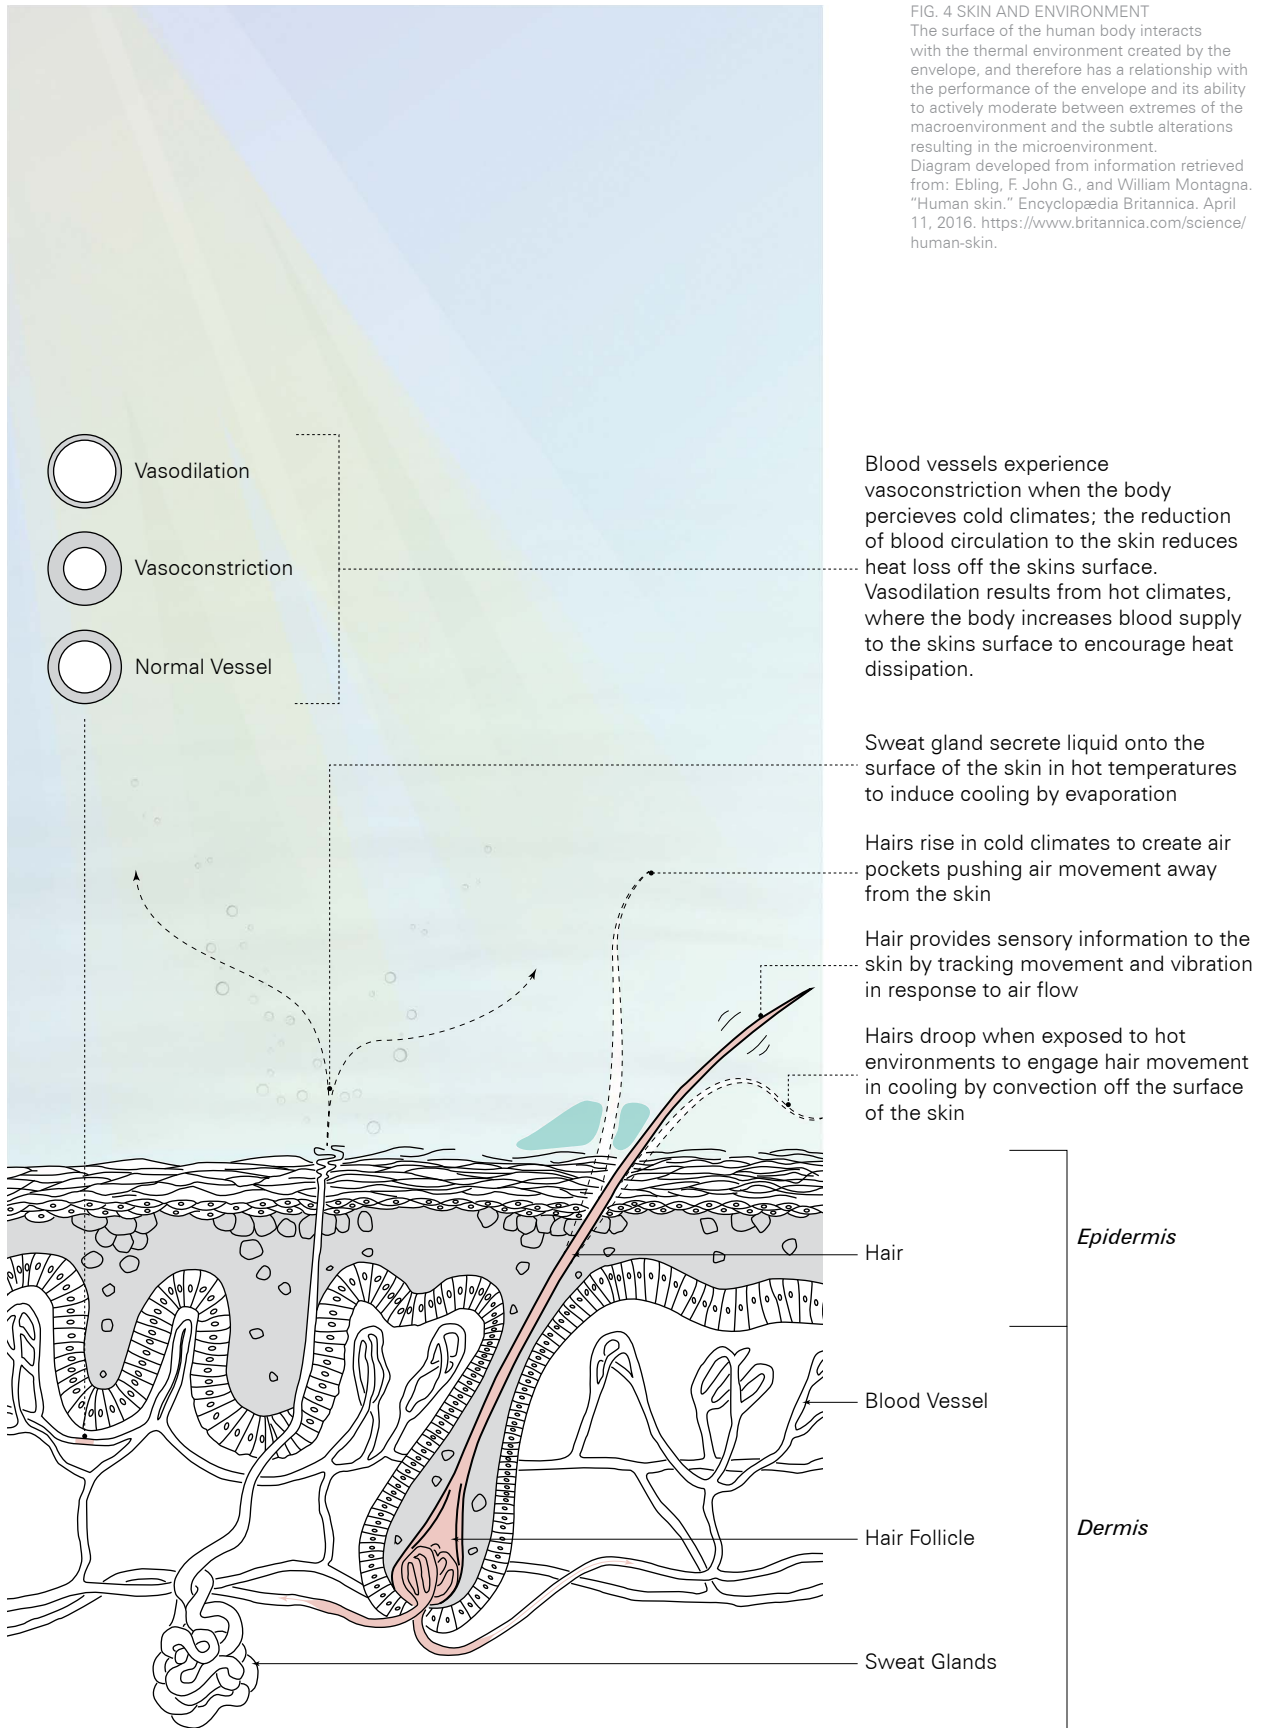 FIG. 4 SKIN AND ENVIRONMENT
The surface of the human body interacts
with the thermal environment created by the
envelope, and therefore has a relationship with
the performance of the envelope and its ability
to actively moderate between extremes of the
macroenvironment and the subtle alterations
resulting in the microenvironment.
Diagram developed from information retrieved
from: Ebling, F. John G., and William Montagna.
“Human skin.” Encyclopædia Britannica. April
11, 2016. https://www.britannica.com/science/
human-skin.
Vasodilation
Vasoconstriction
Normal Vessel
Blood vessels experience
vasoconstriction when the body
percieves cold climates; the reduction
of blood circulation to the skin reduces
heat loss off the skins surface.
Vasodilation results from hot climates,
where the body increases blood supply
to the skins surface to encourage heat
dissipation.
Sweat gland secrete liquid onto the
surface of the skin in hot temperatures
to induce cooling by evaporation
Hairs rise in cold climates to create air
pockets pushing air movement away
from the skin
Hair provides sensory information to the
skin by tracking movement and vibration
in response to air flow
Hairs droop when exposed to hot
environments to engage hair movement
in cooling by convection off the surface
of the skin
Epidermis
Hair
Blood Vessel
Dermis
Hair Follicle
Sweat Glands